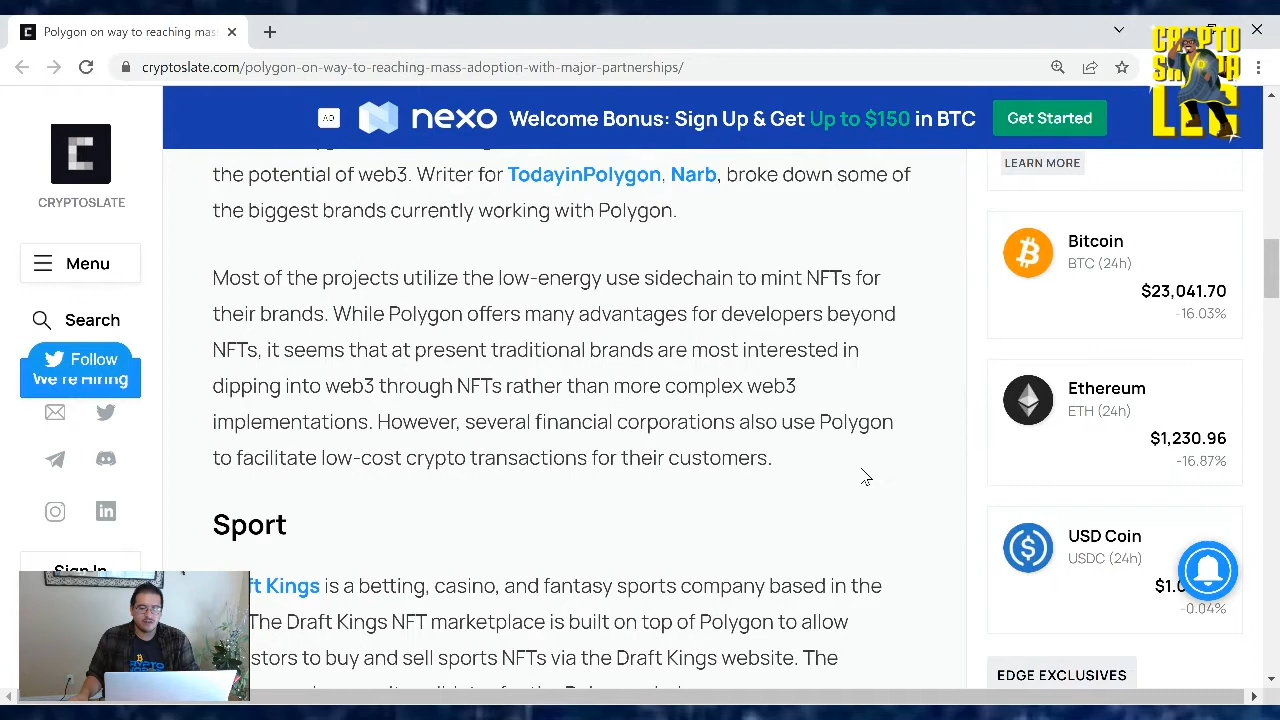 Polygon on way to reaching mas
cryptoslate.com/polygon-on-way-to-reaching-mass-adoption-with-major-partnerships/
CRYPTO
LEG
AD
nexo
Welcome Bonus: Sign Up & Get Up to $150 in BTC
Get Started
CRYPTOSLATE
Menu
Search
Follow
We're Hiring
Sign In
the potential of web3. Writer for TodayinPolygon, Narb, broke down some of
the biggest brands currently working with Polygon.
Most of the projects utilize the low-energy use sidechain to mint NFTs for
their brands. While Polygon offers many advantages for developers beyond
NFTs, it seems that at present traditional brands are most interested in
dipping into web3 through NFTs rather than more complex web3
implementations. However, several financial corporations also use Polygon
to facilitate low-cost crypto transactions for their customers.
Sport
ft Kings is a betting, casino, and fantasy sports company based in the
The Draft Kings NFT marketplace is built on top of Polygon to allow
stors to buy and sell sports NFTs via the Draft Kings website. The
LEARN MORE
Bitcoin
BTC (24h)
$23,041.70
-16.03%
Ethereum
ETH (24h)
$1,230.96
-16.87%
USD Coin
USDC (24h)
-0.04%
EDGE EXCLUSIVES